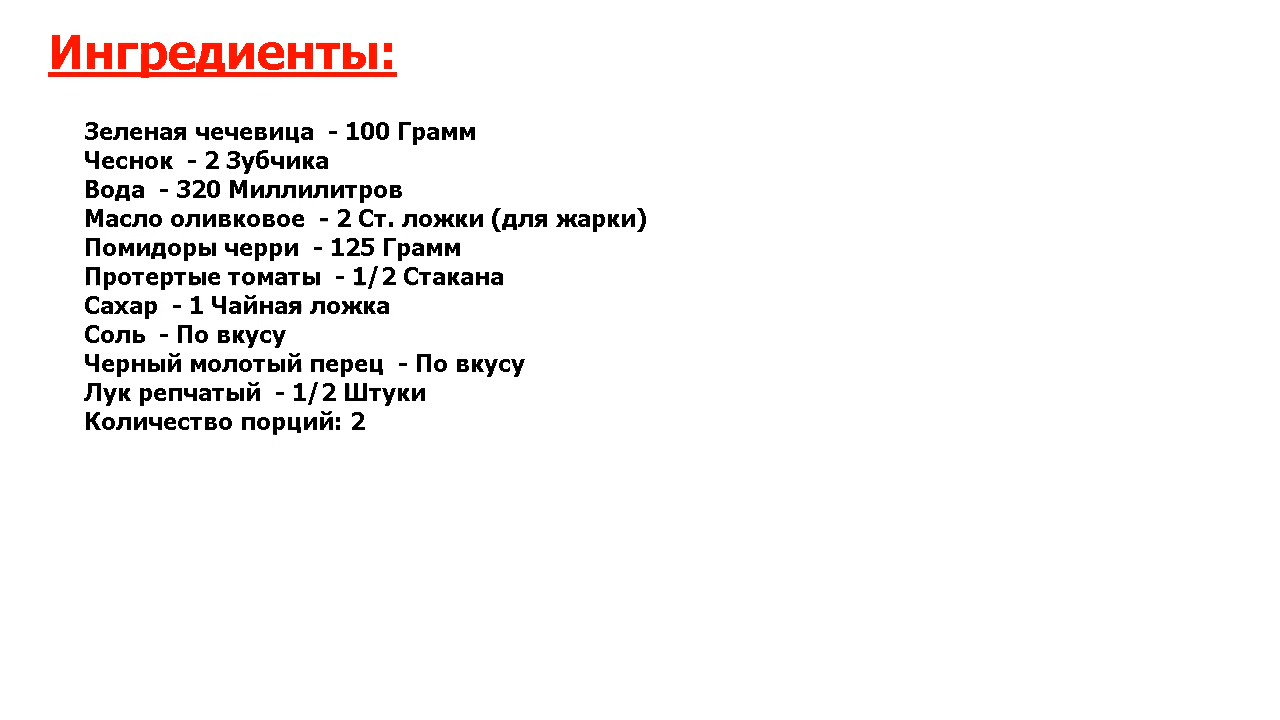 Ингредиенты:
Зеленая чечевица  - 100 Грамм
Чеснок  - 2 Зубчика
Вода  - 320 Миллилитров
Масло оливковое  - 2 Ст. ложки (для жарки)
Помидоры черри  - 125 Грамм
Протертые томаты  - 1/2 Стакана
Сахар  - 1 Чайная ложка
Соль  - По вкусу
Черный молотый перец  - По вкусу
Лук репчатый  - 1/2 Штуки
Количество порций: 2